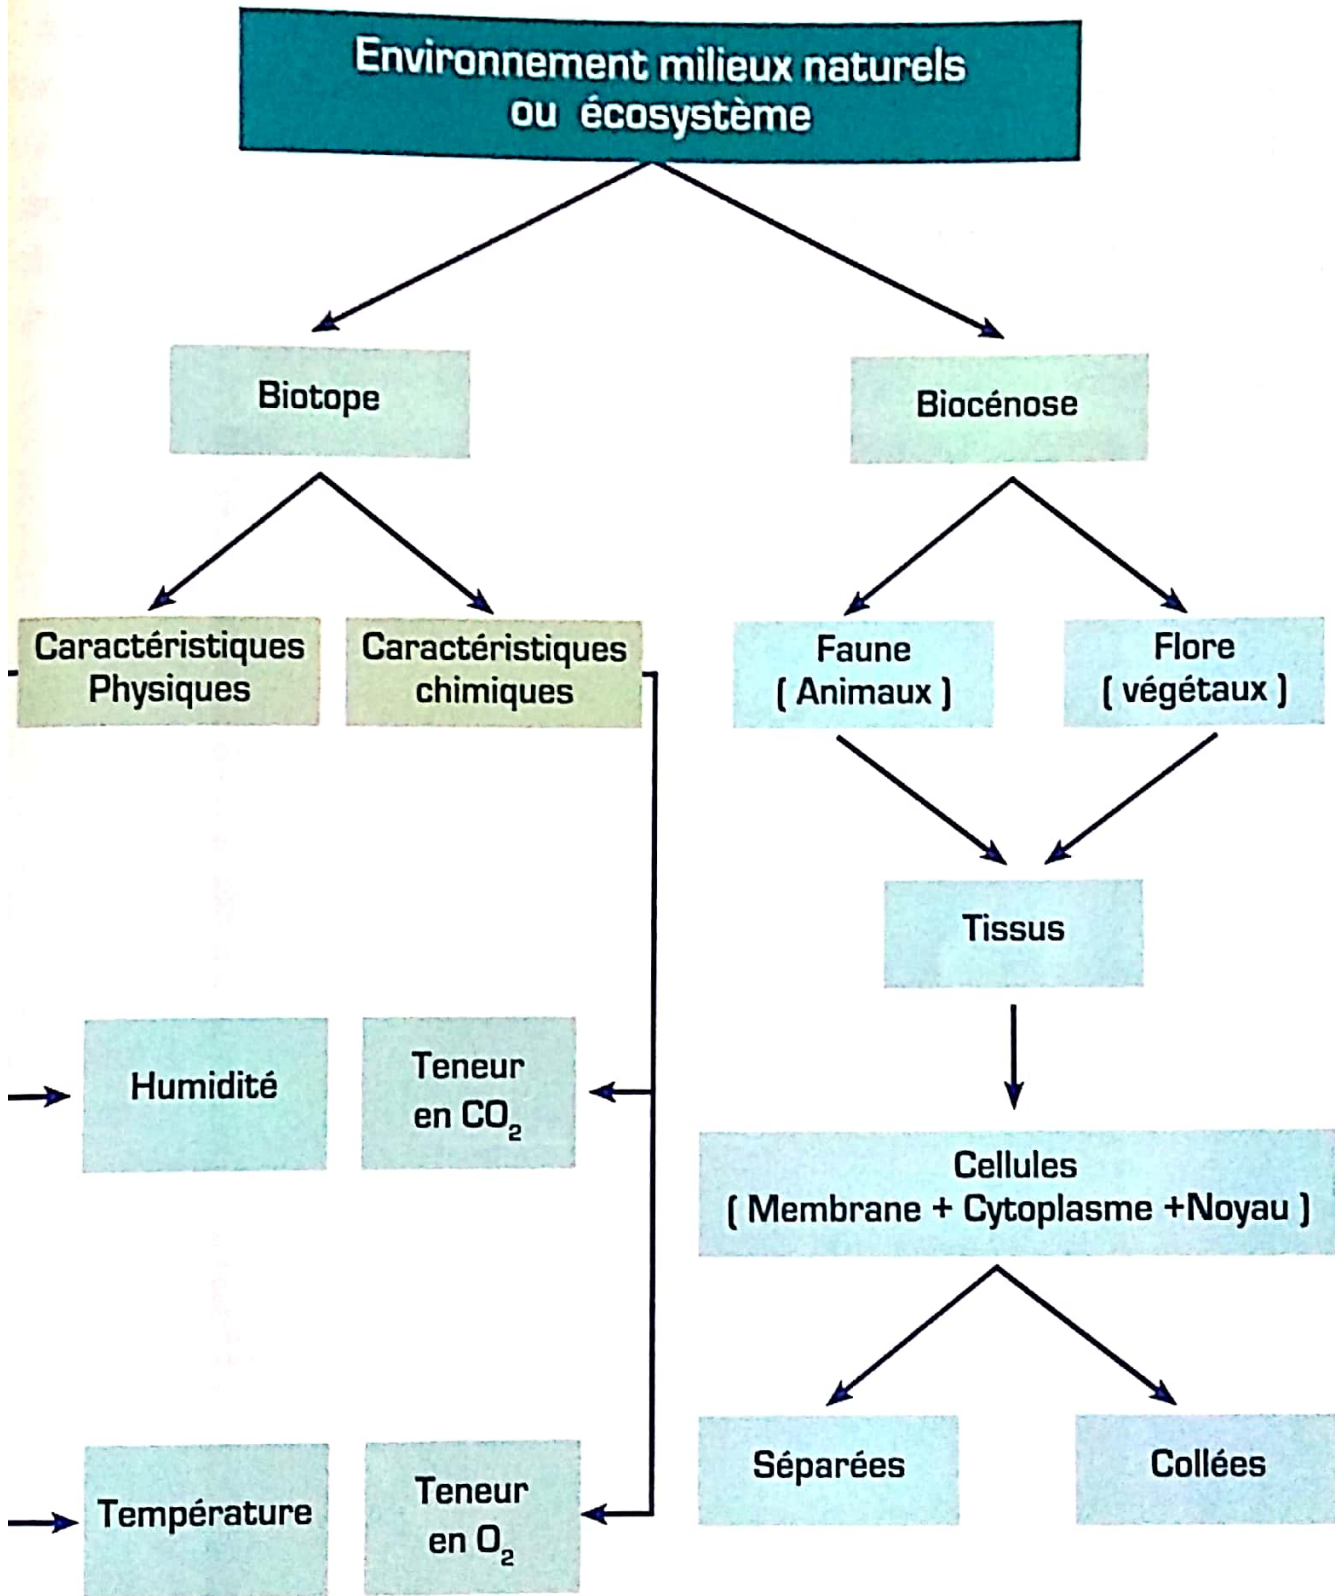 Environnement milieux naturels
ou écosystème
Biotope
Biocénose
Caractéristiques
Physiques
Caractéristiques
chimiques
Faune
( Animaux )
Flore
( végétaux )
Tissus
Humidité
Teneur
en CO₂
Cellules
( Membrane + Cytoplasme +Noyau )
Séparées
Collées
Température
Teneur
en O₂